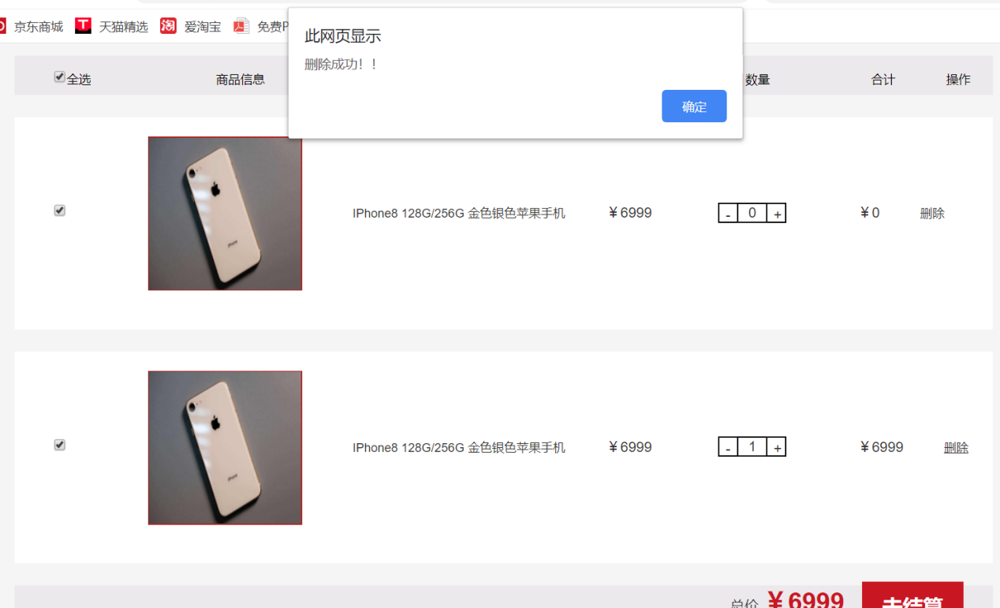 京东商城 天猫精选 淘 爱淘宝 免费P
此网页显示
删除成功！！
确定
全选 商品信息 数量 合计 操作
IPhone8 128G/256G 金色银色苹果手机 ¥ 6999 - 0 + ¥ 0 删除
iPhone
IPhone8 128G/256G 金色银色苹果手机 ¥ 6999 - 1 + ¥ 6999 删除
iPhone
总价 ¥ 6999 去结算